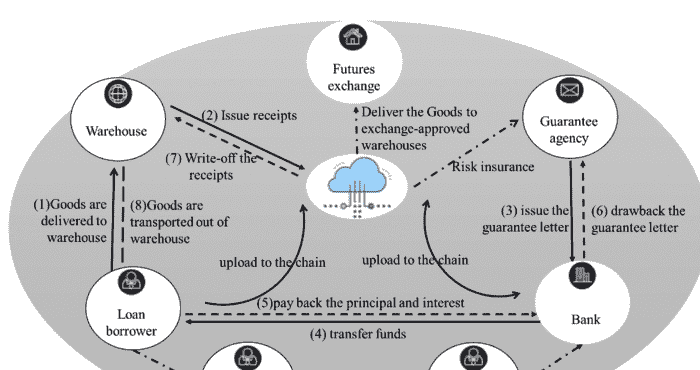 Futures
exchange
Warehouse
(2) Issue receipts
Deliver the Goods to
exchange-approved
warehouses
Guarantee
agency
(7) Write-off the
receipts
Risk insurance
(1)Goods are
delivered to
warehouse
(8)Goods are
transported out of
warehouse
(3) issue the
guarantee letter
(6) drawback the
guarantee letter
upload to the chain
upload to the chain
Loan
borrower
(5)pay back the principal and interest
(4) transfer funds
Bank